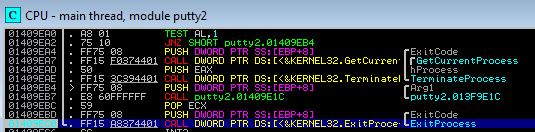 C CPU - main thread, module putty2
01409EA0 . A8 01 TEST AL,1
01409EA2 . 75 10 JNZ SHORT putty2.01409EB4
01409EA4 . FF75 08 PUSH DWORD PTR SS:[EBP+8] ExitCode
01409EA7 . FF15 F0374401 CALL DWORD PTR DS:[<&KERNEL32.GetCurren GetCurrentProcess
01409EAD . 50 PUSH EAX hProcess
01409EAE . FF15 3C394401 CALL DWORD PTR DS:[<&KERNEL32.Terminate TerminateProcess
01409EB4 > FF75 08 PUSH DWORD PTR SS:[EBP+8] Arg1
01409EB7 . E8 60FFFFFF CALL putty2.01409E1C putty2.013F9E1C
01409EBC . 59 POP ECX
01409EBD . FF75 08 PUSH DWORD PTR SS:[EBP+8] ExitCode
. FF15 A8374401 CALL DWORD PTR DS:[<&KERNEL32.ExitProce ExitProcess